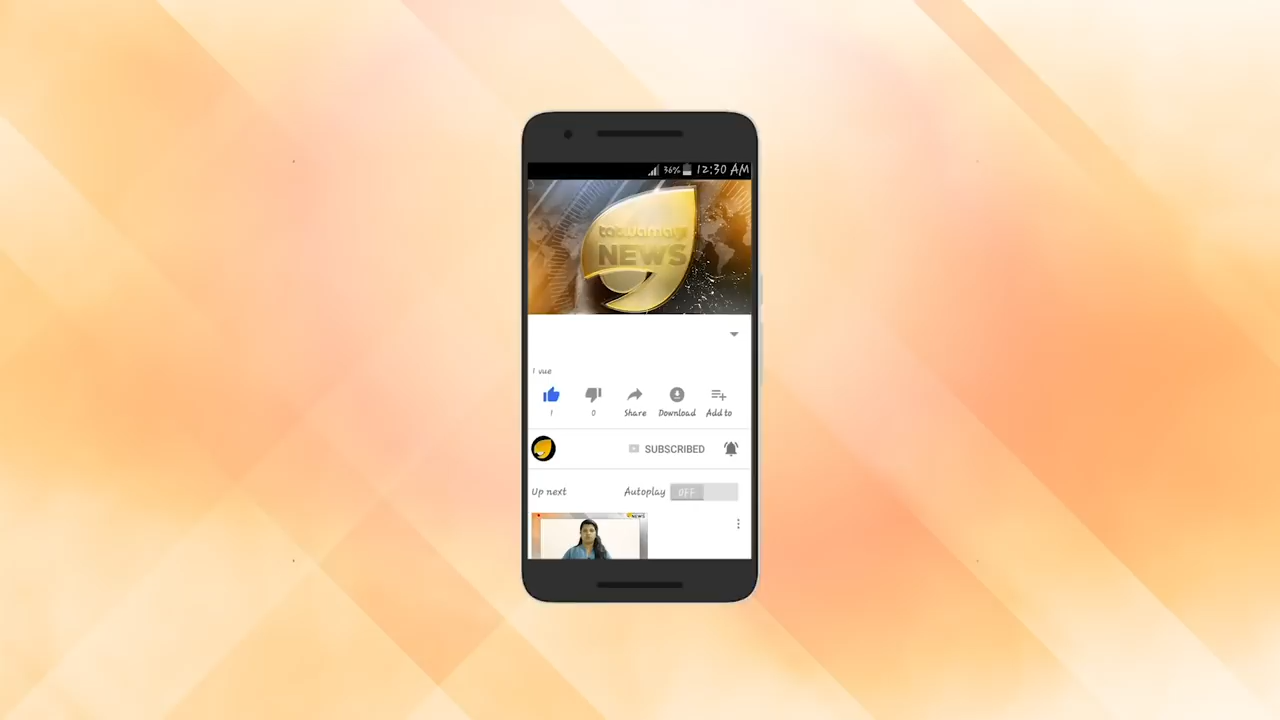 36% 12:30 AM
tatwamayi
NEWS
1 vue
1 0 Share Download Add to
SUBSCRIBED
Up next Autoplay OFF
NEWS